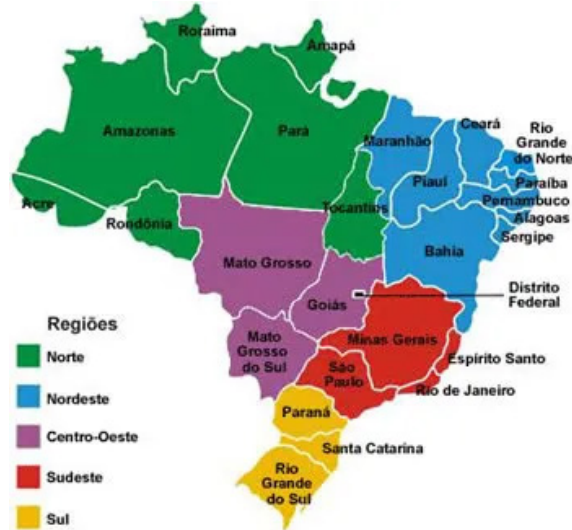 Roraima
Amapá
Amazonas
Pará
Maranhão
Ceará
Rio
Grande
do Norte
Piauí
Paraíba
Pernambuco
Acre
Tocantins
Alagoas
Rondônia
Sergipe
Bahia
Mato Grosso
Goiás
Distrito
Federal
Mato
Grosso
do Sul
Minas Gerais
Espírito Santo
São
Paulo
Rio de Janeiro
Paraná
Santa Catarina
Rio
Grande
do Sul
Regiões
Norte
Nordeste
Centro-Oeste
Sudeste
Sul